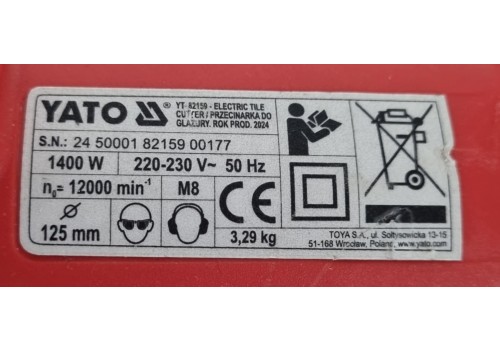 YATO ® YT-82159 - ELECTRIC TILE
CUTTER / PRZECINARKA DO
GLAZURY. ROK PROD. 2024
S.N.: 24 50001 82159 00177
1400 W 220-230 V~ 50 Hz
n₀= 12000 min⁻¹ M8
Ø
125 mm
CE
3,29 kg
TOYA S.A., ul. Sołtysowicka 13-15
51-168 Wrocław, Poland, www.yato.com